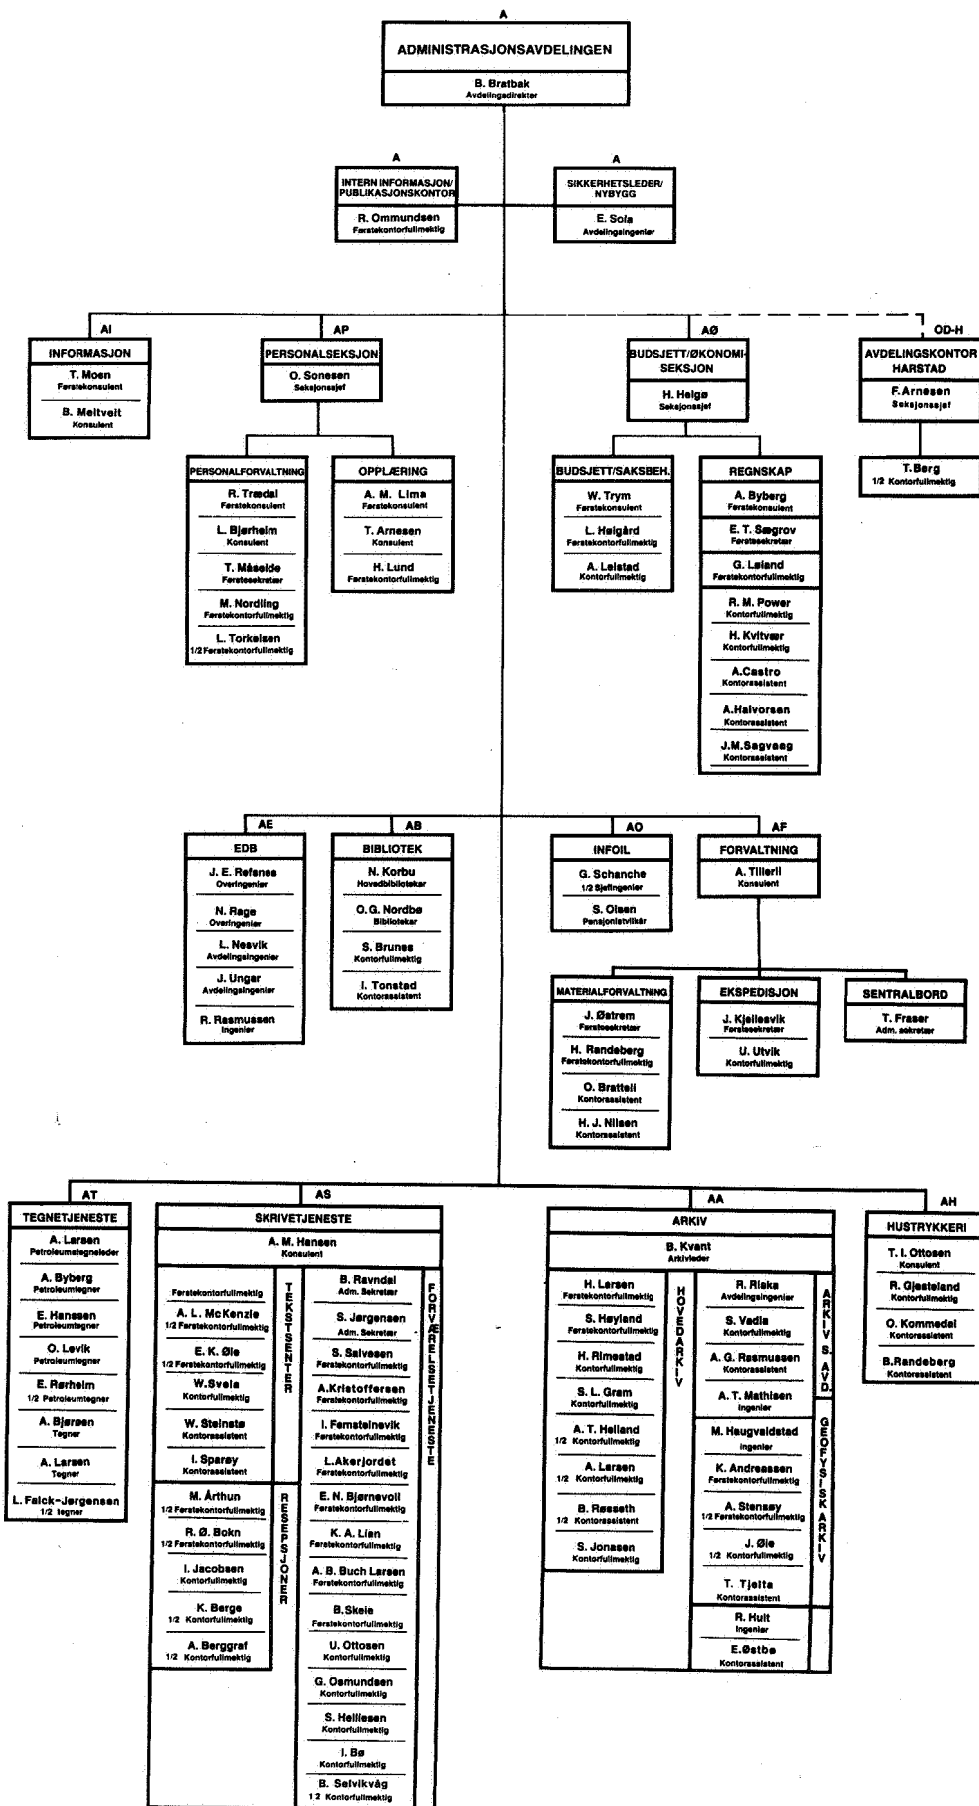 A
ADMINISTRASJONSAVDELINGEN
B. Bratbak
Avdelingsdirektør
A
INTERN INFORMASJON/
PUBLIKASJONSKONTOR
R. Ommundsen
Førstekontorfullmektig
A
SIKKERHETSLEDER/
NYBYGG
E. Sola
Avdelingsingeniør
AI
INFORMASJON
T. Moen
Førstekonsulent
B. Meltveit
Konsulent
AP
PERSONALSEKSJON
O. Sonesen
Seksjonssjef
PERSONALFORVALTNING
R. Trædal
Førstekonsulent
L. Bjørheim
Konsulent
T. Måseide
Førstesekretær
M. Nordling
Førstekontorfullmektig
L. Torkelsen
1/2 Førstekontorfullmektig
OPPLÆRING
A. M. Lima
Førstekonsulent
T. Arnesen
Konsulent
H. Lund
Førstekontorfullmektig
AØ
BUDSJETT/ØKONOMI-
SEKSJON
H. Helgø
Seksjonssjef
BUDSJETT/SAKSBEH.
W. Trym
Førstekonsulent
L. Helgård
Førstekontorfullmektig
A. Leistad
Kontorfullmektig
REGNSKAP
A. Byberg
Førstekonsulent
E. T. Sægrov
Førstesekretær
G. Løland
Førstekontorfullmektig
R. M. Power
Kontorfullmektig
H. Kvitvær
Kontorfullmektig
A.Castro
Kontorassistent
A.Halvorsen
Kontorassistent
J.M.Sagvaag
Kontorassistent
OD-H
AVDELINGSKONTOR
HARSTAD
F. Arnesen
Seksjonssjef
T. Berg
1/2 Kontorfullmektig
AE
EDB
J. E. Refsnes
Overingeniør
N. Rage
Overingeniør
L. Nesvik
Avdelingsingeniør
J. Ungar
Avdelingsingeniør
R. Rasmussen
Ingeniør
AB
BIBLIOTEK
N. Korbu
Hovedbibliotekar
O. G. Nordbø
Bibliotekar
S. Brunes
Kontorfullmektig
I. Tonstad
Kontorassistent
AO
INFOIL
G. Schanche
1/2 Sjefingeniør
S. Olsen
Pensjonistvilkår
AF
FORVALTNING
A. Tilleril
Konsulent
MATERIALFORVALTNING
J. Østrem
Førstesekretær
H. Randeberg
Førstekontorfullmektig
O. Bratteli
Kontorassistent
H. J. Nilsen
Kontorassistent
EKSPEDISJON
J. Kjellesvik
Førstesekretær
U. Utvik
Kontorfullmektig
SENTRALBORD
T. Fraser
Adm. sekretær
AT
TEGNETJENESTE
A. Larsen
Petroleumstegneleder
A. Byberg
Petroleumtegner
E. Hanssen
Petroleumtegner
O. Levik
Petroleumtegner
E. Rørheim
1/2 Petroleumtegner
A. Bjørsen
Tegner
A. Larsen
Tegner
L. Falck-Jørgensen
1/2 tegner
AS
SKRIVETJENESTE
A. M. Hansen
Konsulent
TEKSTSENTER
Førstekontorfullmektig
A. L. McKenzie
1/2 Førstekontorfullmektig
E. K. Øie
1/2 Førstekontorfullmektig
W.Svela
Kontorfullmektig
W. Steinstø
Kontorassistent
I. Sparøy
Kontorassistent
RESEPSJONER
M. Årthun
1/2 Førstekontorfullmektig
R. Ø. Bokn
1/2 Førstekontorfullmektig
I. Jacobsen
Kontorfullmektig
K. Berge
1/2 Kontorfullmektig
A. Berggraf
1/2 Kontorfullmektig
FORVÆRELSETJENESTE
B. Ravndal
Adm. Sekretær
S. Jørgensen
Adm. Sekretær
S. Salvesen
Førstekontorfullmektig
A.Kristoffersen
Førstekontorfullmektig
I. Femsteinevik
Førstekontorfullmektig
L.Akerjordet
Førstekontorfullmektig
E. N. Bjørnevoll
Førstekontorfullmektig
K. A. Lian
Førstekontorfullmektig
A. B. Buch Larsen
Førstekontorfullmektig
B.Skeie
Førstekontorfullmektig
U. Ottosen
Kontorfullmektig
G. Osmundsen
Kontorfullmektig
S. Helliesen
Kontorfullmektig
I. Bø
Kontorfullmektig
B. Selvikvåg
1 2 Kontorfullmektig
AA
ARKIV
B. Kvant
Arkivleder
HOVEDARKIV
H. Larsen
Førstekontorfullmektig
S. Høyland
Førstekontorfullmektig
H. Rimestad
Kontorfullmektig
S. L. Gram
Kontorfullmektig
A. T. Helland
1/2 Kontorfullmektig
A. Larsen
1/2 Kontorfullmektig
B. Røsseth
1/2 Kontorassistent
S. Jonasen
Kontorfullmektig
ARKIV S. AVD.
R. Riska
Avdelingsingeniør
S. Vadla
Kontorfullmektig
A. G. Rasmussen
Kontorassistent
A. T. Mathisen
Ingeniør
GEOFYSISK ARKIV
M. Haugvaldstad
Ingeniør
K. Andreassen
Førstekontorfullmektig
A. Stensøy
1/2 Førstekontorfullmektig
J. Øie
1/2 Kontorfullmektig
T. Tjelta
Kontorassistent
R. Hult
Ingeniør
E.Østbø
Kontorassistent
AH
HUSTRYKKERI
T. I. Ottosen
Konsulent
R. Gjesteland
Kontorfullmektig
O. Kommedal
Kontorassistent
B.Randeberg
Kontorassistent